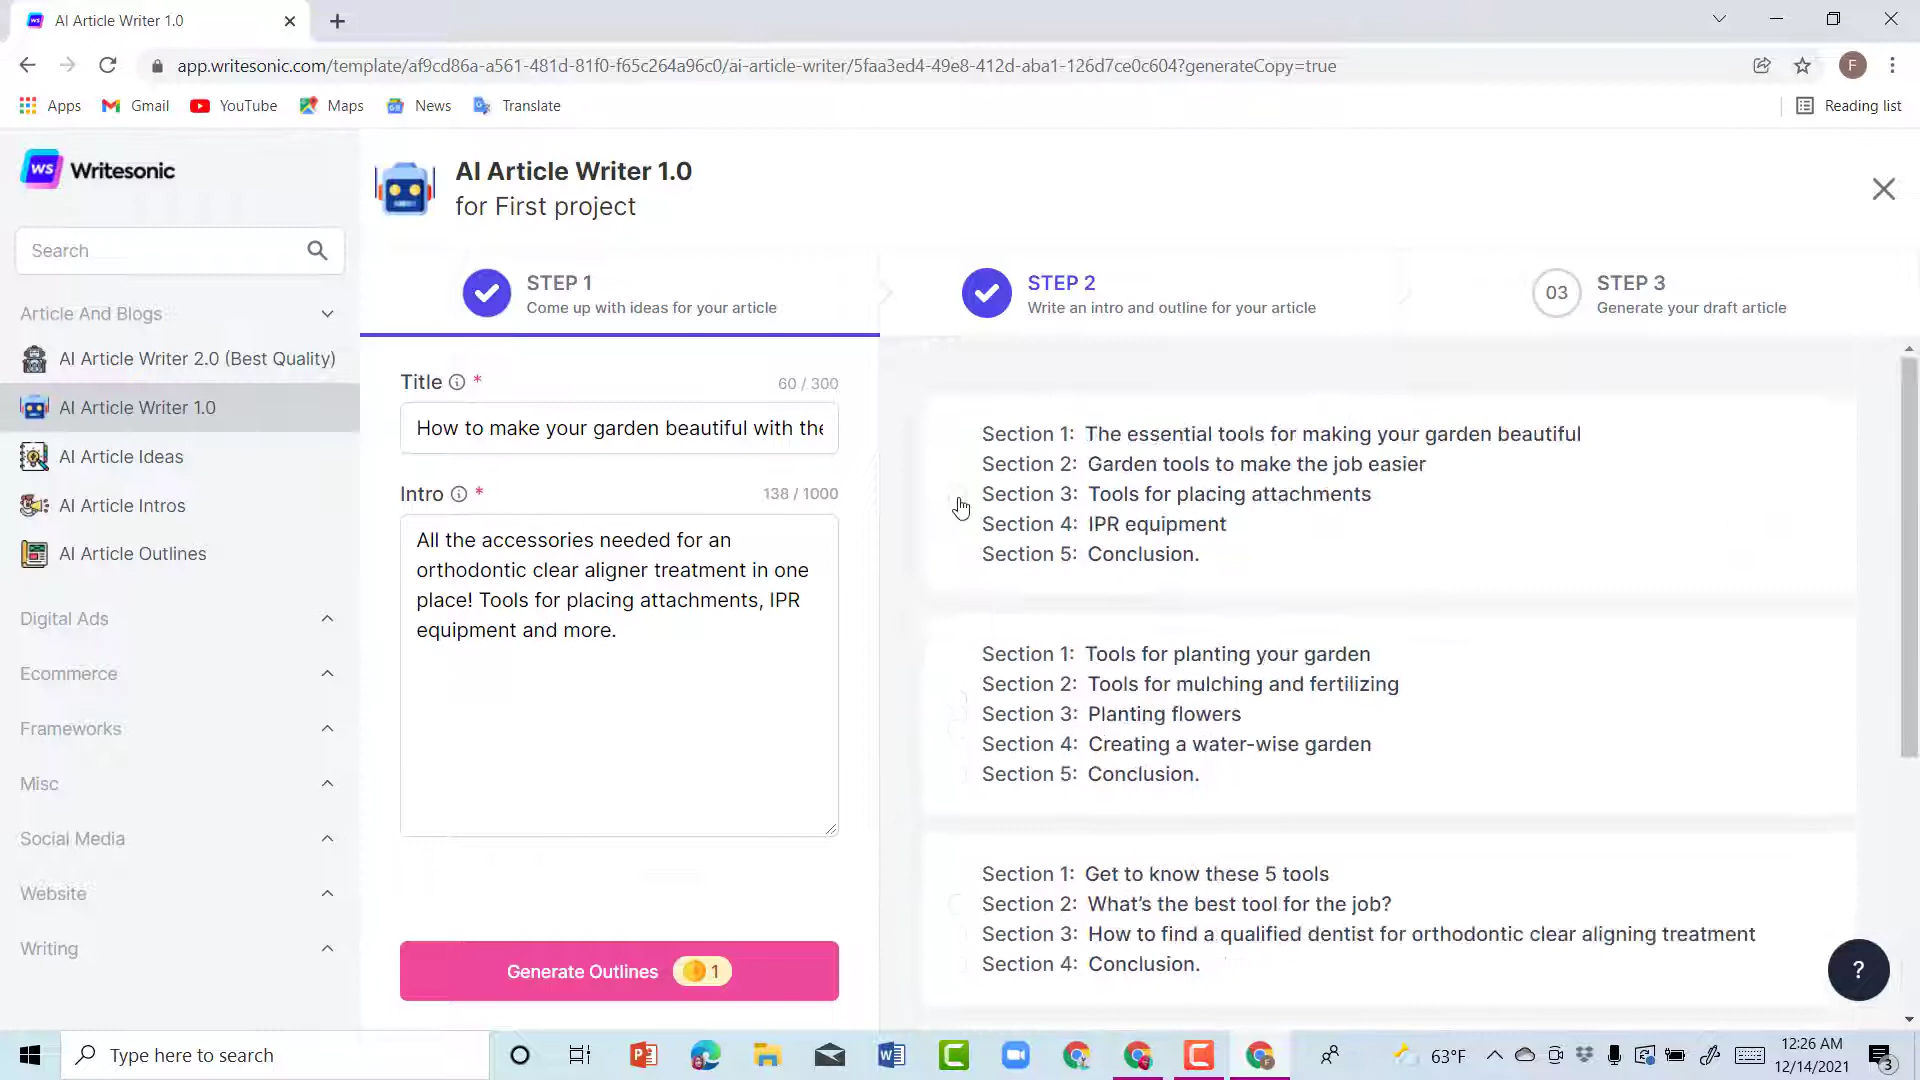 AI Article Writer 1.0
app.writesonic.com/template/af9cd86a-a561-481d-81f0-f65c264a96c0/ai-article-writer/5faa3ed4-49e8-412d-aba1-126d7ce0c604?generateCopy=true
F
Apps
Gmail
YouTube
Maps
News
Translate
Reading list
WS Writesonic
Search
Article And Blogs
AI Article Writer 2.0 (Best Quality)
AI Article Writer 1.0
AI Article Ideas
AI Article Intros
AI Article Outlines
Digital Ads
Ecommerce
Frameworks
Misc
Social Media
Website
Writing
AI Article Writer 1.0
for First project
STEP 1
Come up with ideas for your article
STEP 2
Write an intro and outline for your article
03
STEP 3
Generate your draft article
Title * 60 / 300
How to make your garden beautiful with the
Intro * 138 / 1000
All the accessories needed for an
orthodontic clear aligner treatment in one
place! Tools for placing attachments, IPR
equipment and more.
Generate Outlines 1
Section 1: The essential tools for making your garden beautiful
Section 2: Garden tools to make the job easier
Section 3: Tools for placing attachments
Section 4: IPR equipment
Section 5: Conclusion.
Section 1: Tools for planting your garden
Section 2: Tools for mulching and fertilizing
Section 3: Planting flowers
Section 4: Creating a water-wise garden
Section 5: Conclusion.
Section 1: Get to know these 5 tools
Section 2: What's the best tool for the job?
Section 3: How to find a qualified dentist for orthodontic clear aligning treatment
Section 4: Conclusion.
?
Type here to search
63°F
12:26 AM
12/14/2021
3